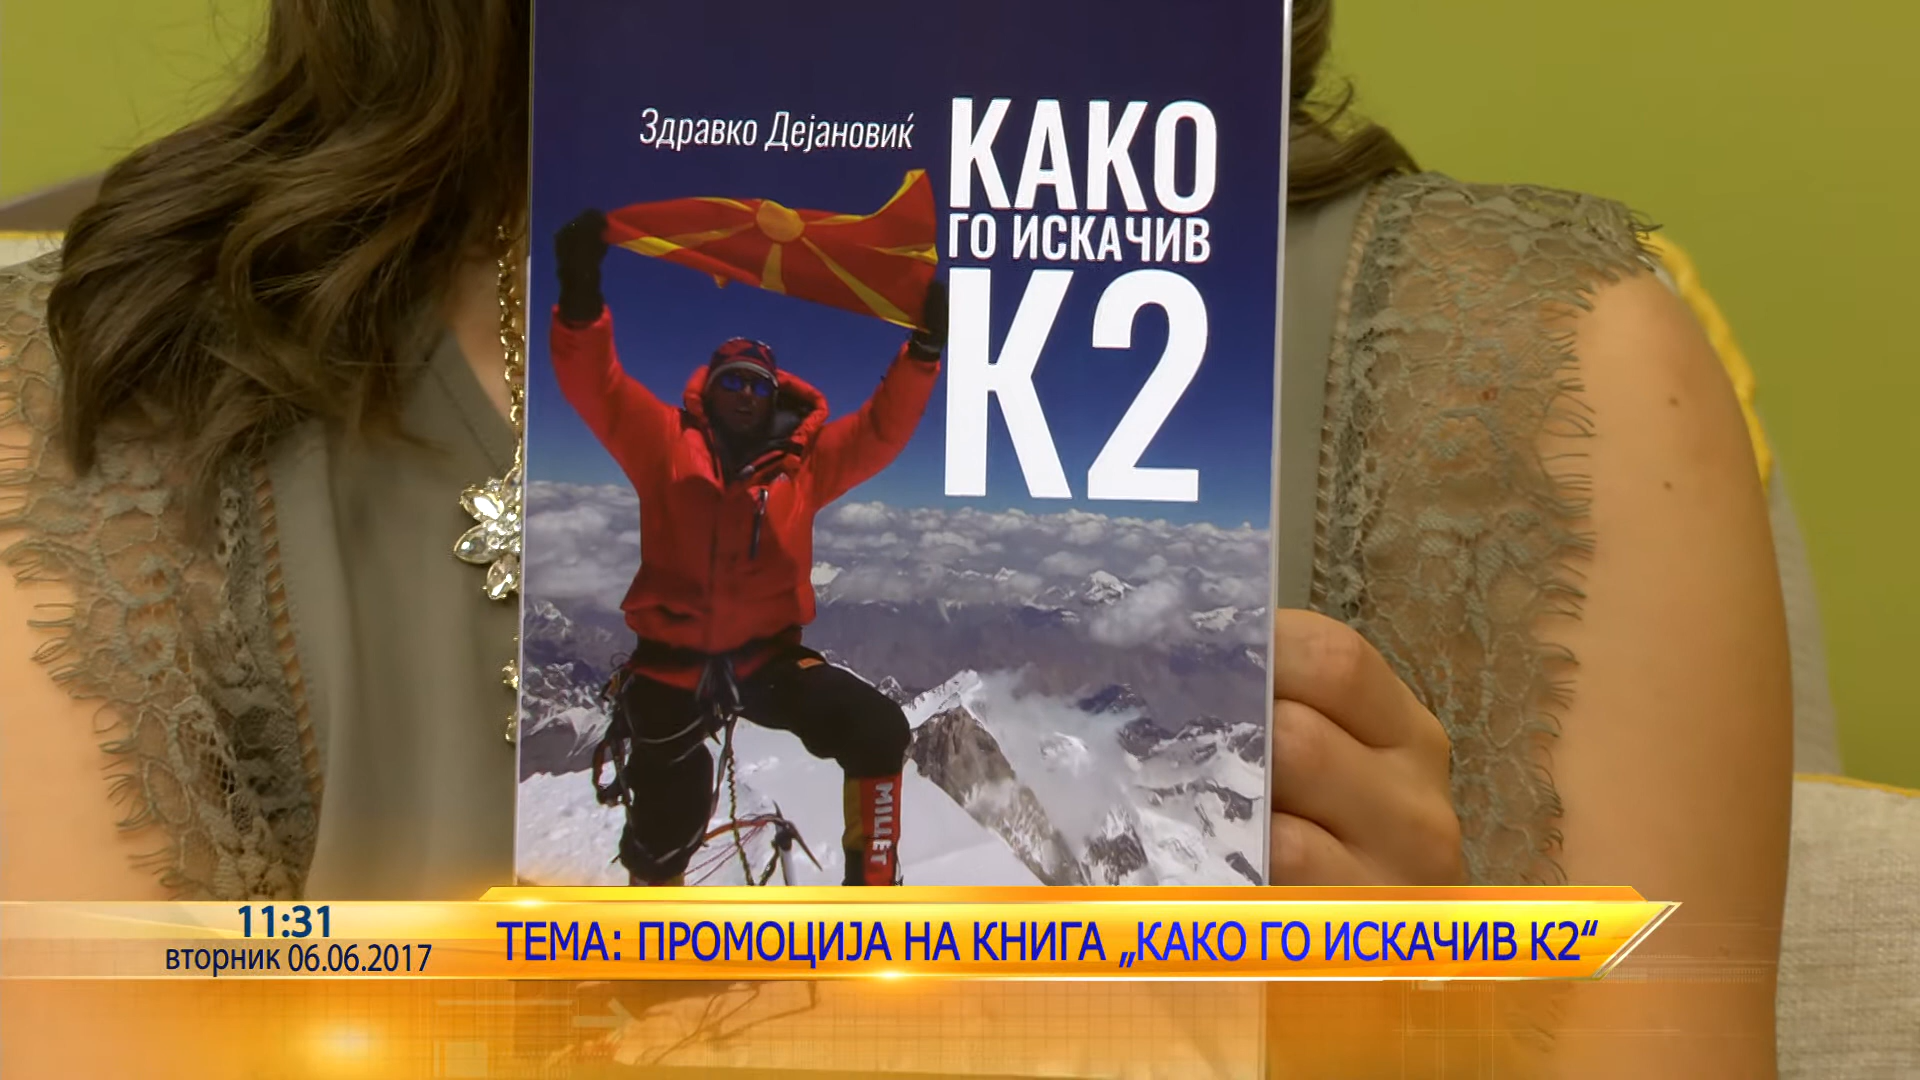 Здравко Дејановиќ
КАКО
ГО ИСКАЧИВ
К2
MILLET
11:31
вторник 06.06.2017
ТЕМА: ПРОМОЦИЈА НА КНИГА „КАКО ГО ИСКАЧИВ К2“